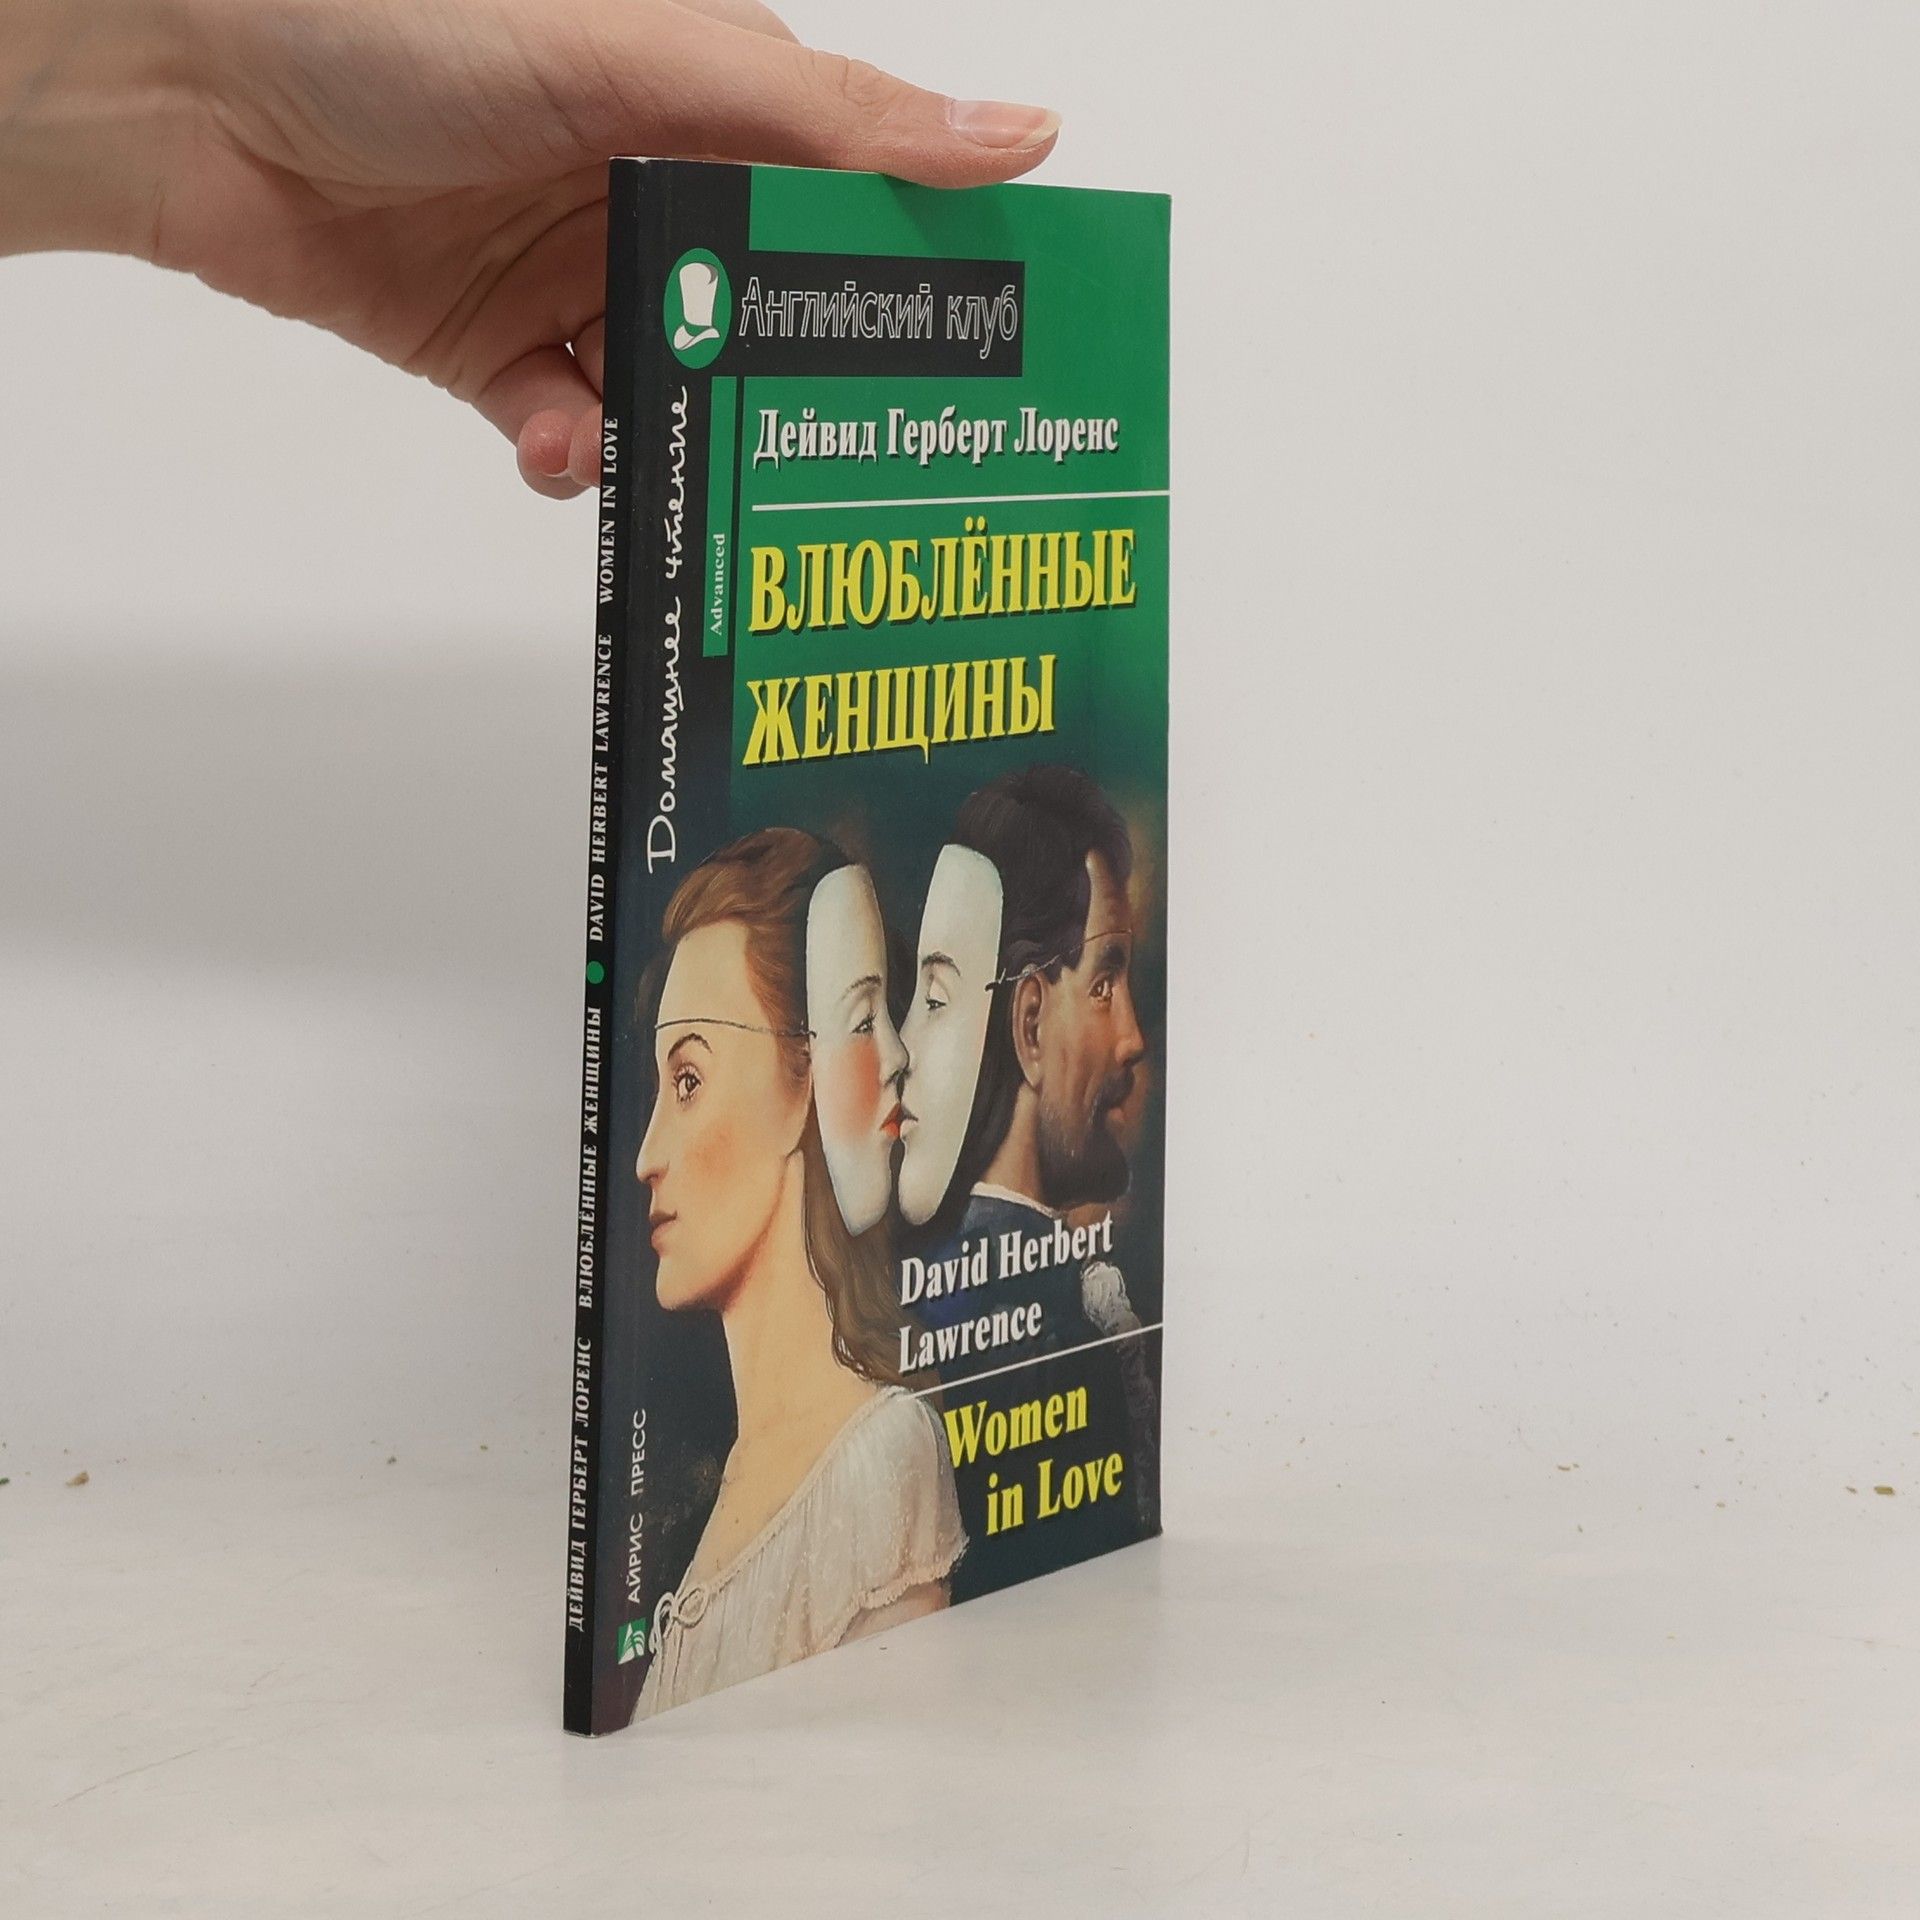 Английский клуб
Домашнее чтение
Advanced
Дейвид Герберт Лоренс
ВЛЮБЛЁННЫЕ
ЖЕНЩИНЫ
David Herbert
Lawrence
Women
in Love
АЙРИС ПРЕСС
ДЕЙВИД ГЕРБЕРТ ЛОРЕНС ВЛЮБЛЁННЫЕ ЖЕНЩИНЫ ● DAVID HERBERT LAWRENCE WOMEN IN LOVE